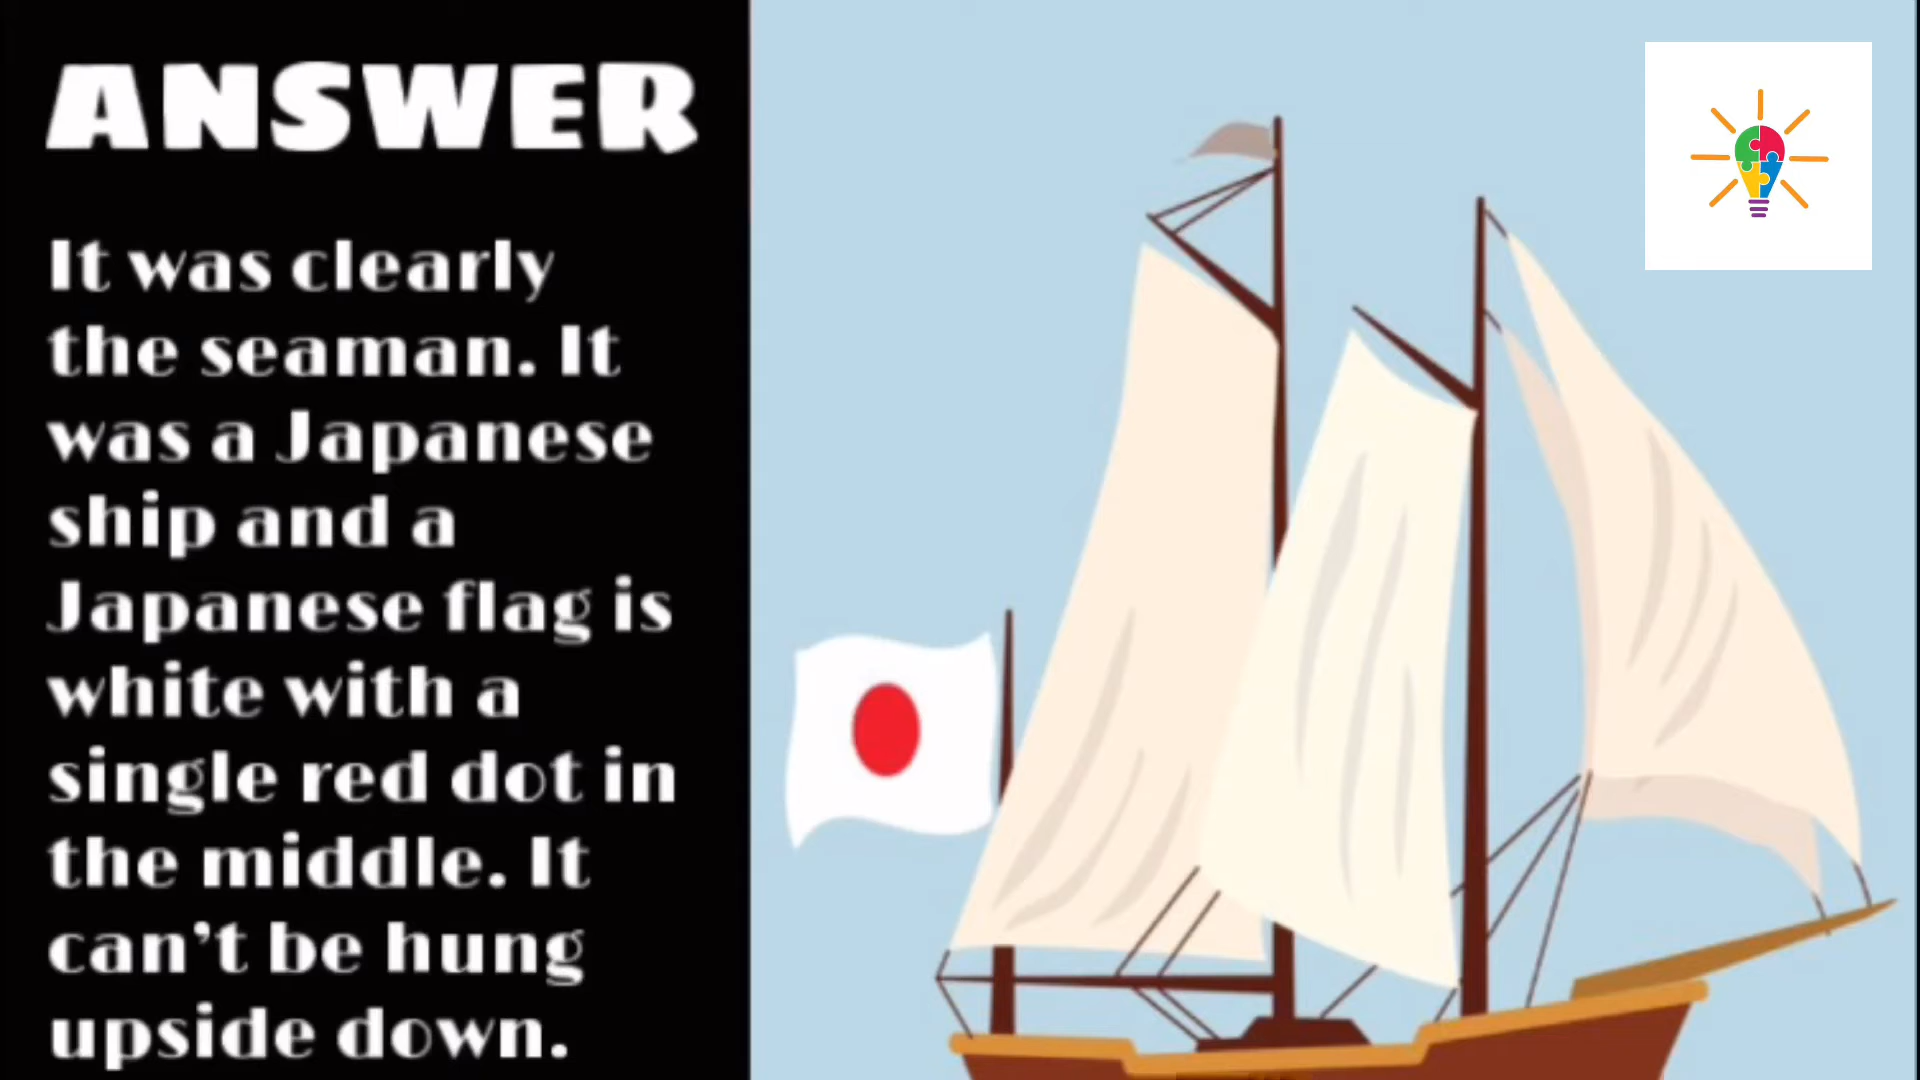 ANSWER
It was clearly
the seaman. It
was a Japanese
ship and a
Japanese flag is
white with a
single red dot in
the middle. It
can't be hung
upside down.